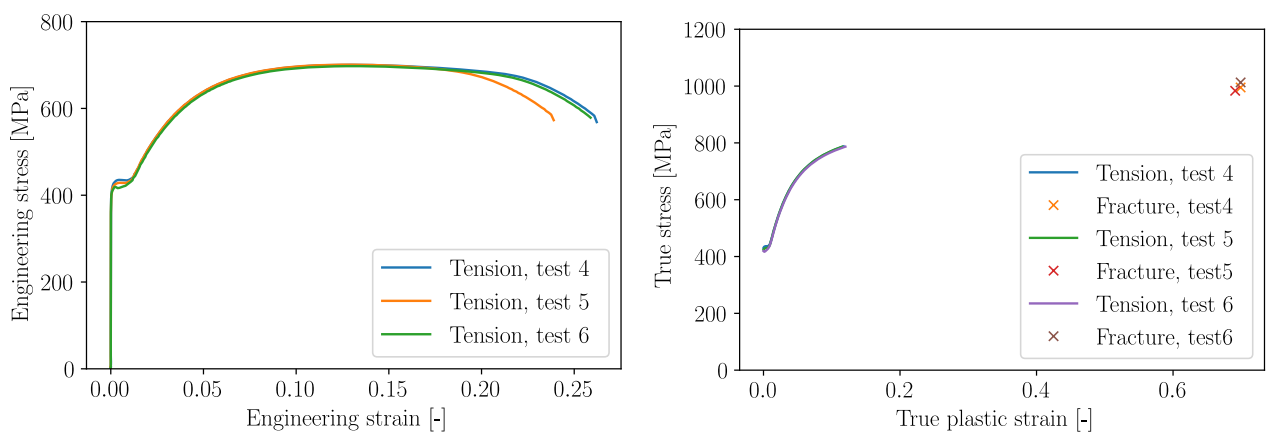 800
600
400
200
0
Engineering stress [MPa]
0.00 0.05 0.10 0.15 0.20 0.25
Engineering strain [-]
Tension, test 4
Tension, test 5
Tension, test 6
1200
1000
800
600
400
200
0
True stress [MPa]
0.0 0.2 0.4 0.6
True plastic strain [-]
Tension, test 4
Fracture, test4
Tension, test 5
Fracture, test5
Tension, test 6
Fracture, test6